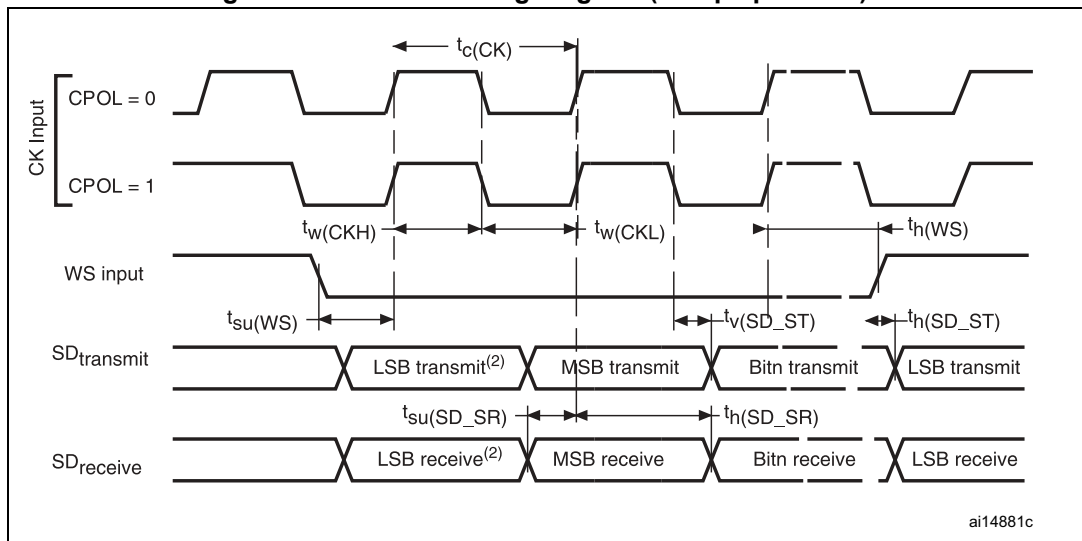 tc(CK)
CK Input
CPOL = 0
CPOL = 1
tw(CKH)
tw(CKL)
th(WS)
WS input
tsu(WS)
tv(SD_ST)
th(SD_ST)
SDtransmit
LSB transmit(2)
MSB transmit
Bitn transmit
LSB transmit
tsu(SD_SR)
th(SD_SR)
SDreceive
LSB receive(2)
MSB receive
Bitn receive
LSB receive
ai14881c